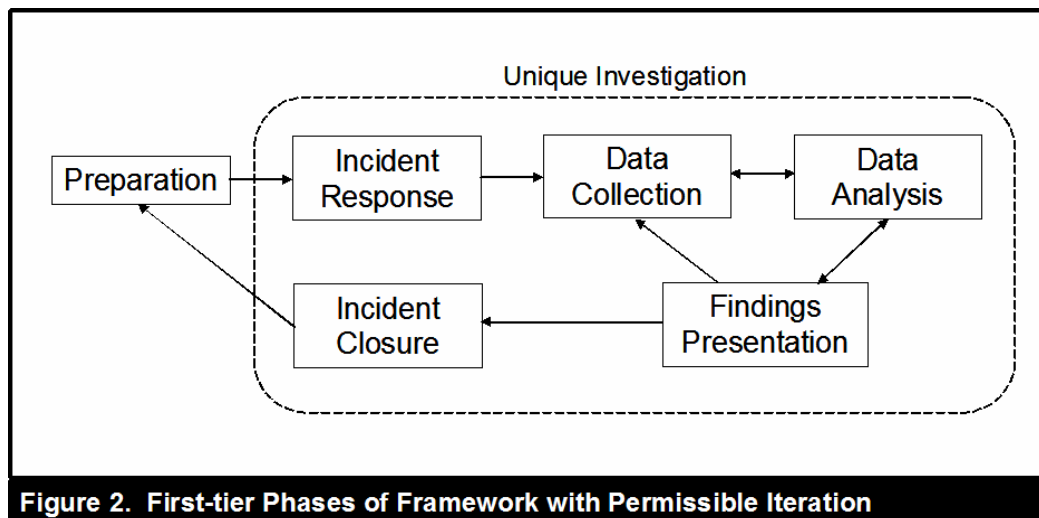 Unique Investigation
Preparation
Incident
Response
Data
Collection
Data
Analysis
Incident
Closure
Findings
Presentation
Figure 2. First-tier Phases of Framework with Permissible Iteration